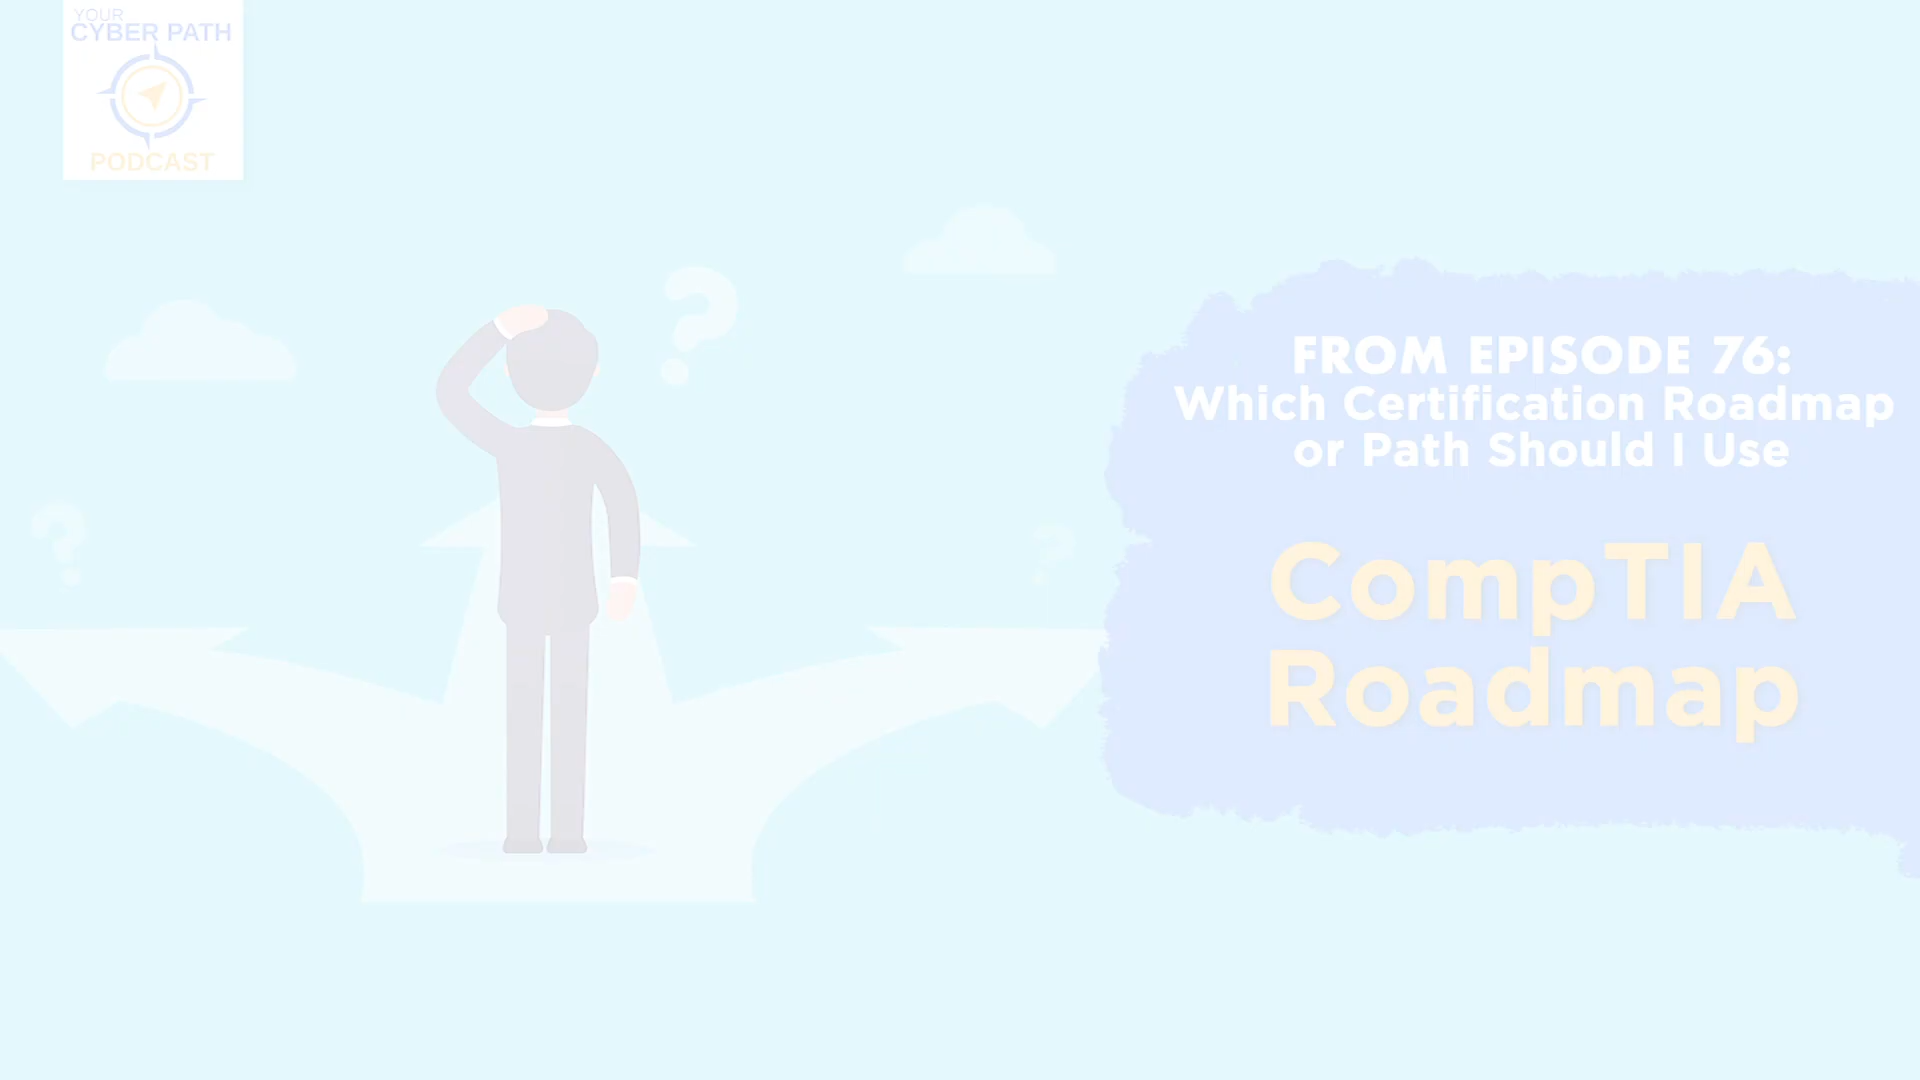 YOUR
CYBER PATH
PODCAST
FROM EPISODE 76:
Which Certification Roadmap
or Path Should I Use
CompTIA
Roadmap